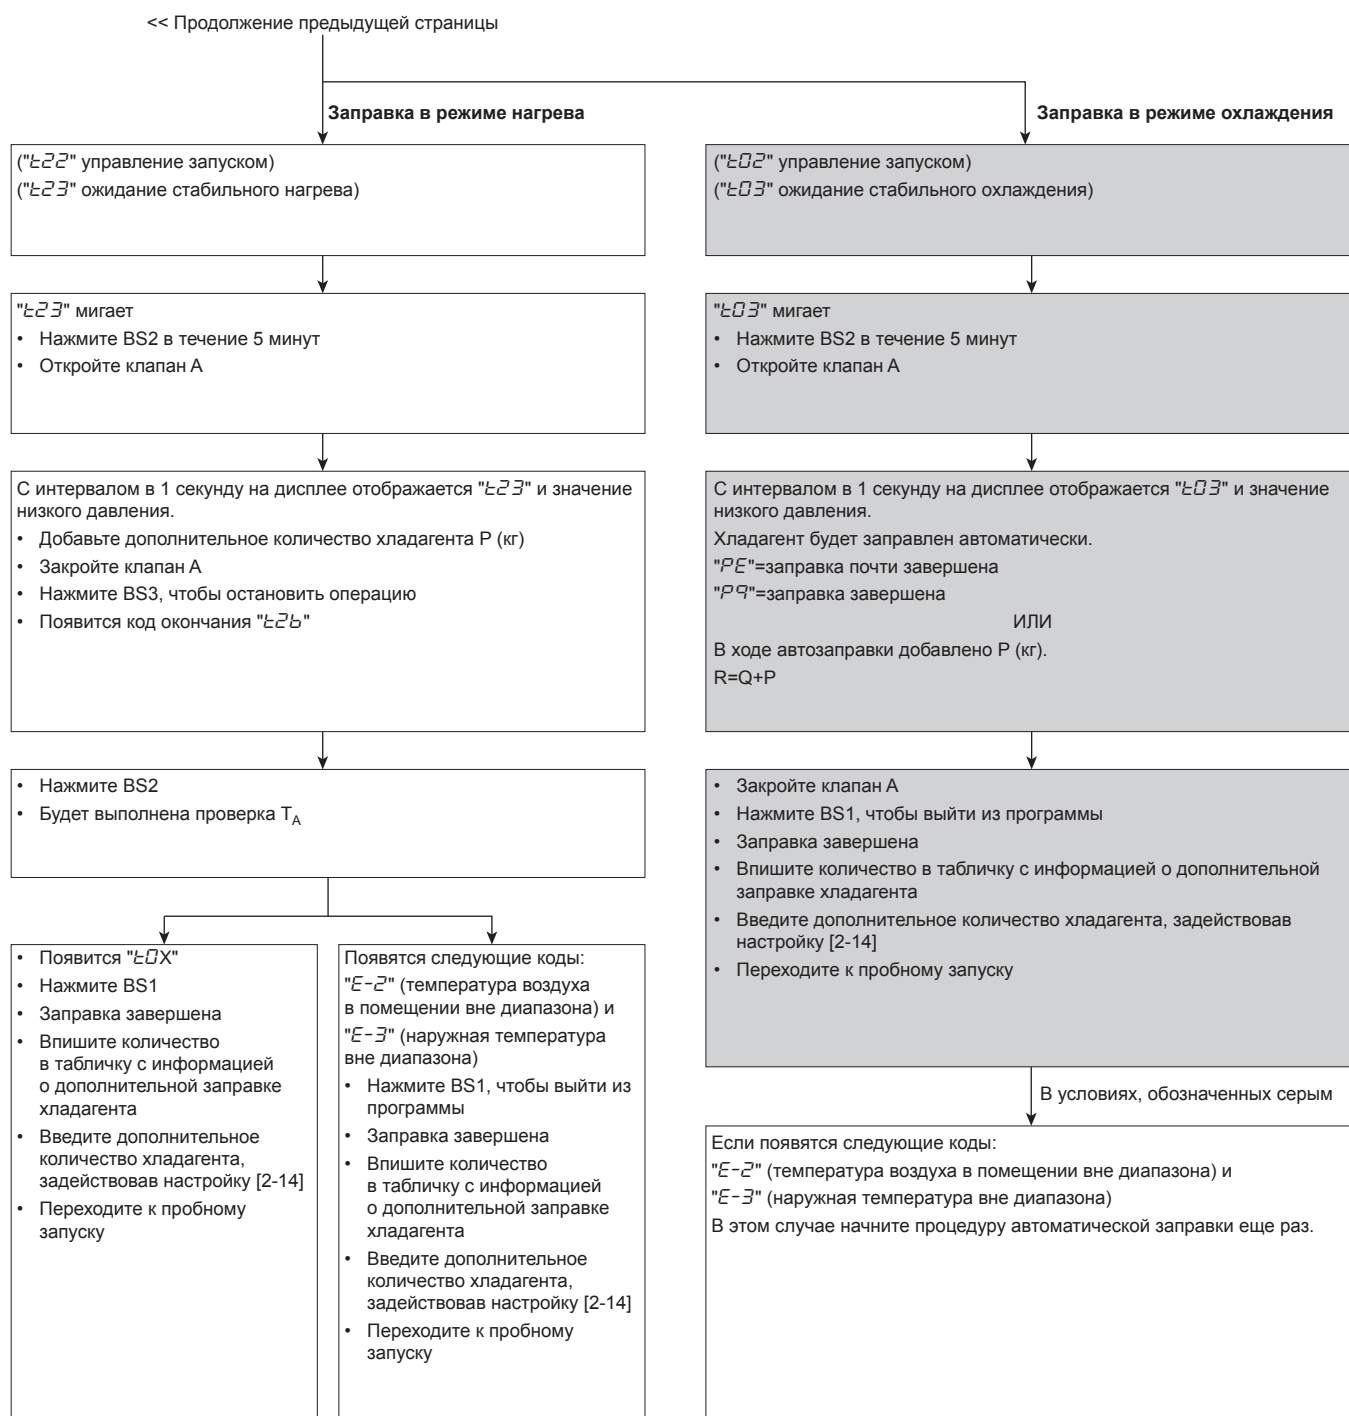 << Продолжение предыдущей страницы
Заправка в режиме нагрева
("t22" управление запуском)
("t23" ожидание стабильного нагрева)
"t23" мигает
• Нажмите BS2 в течение 5 минут
• Откройте клапан A
С интервалом в 1 секунду на дисплее отображается "t23" и значение
низкого давления.
• Добавьте дополнительное количество хладагента P (кг)
• Закройте клапан A
• Нажмите BS3, чтобы остановить операцию
• Появится код окончания "t2b"
• Нажмите BS2
• Будет выполнена проверка TA
• Появится "t0X"
• Нажмите BS1
• Заправка завершена
• Впишите количество
в табличку с информацией
о дополнительной заправке
хладагента
• Введите дополнительное
количество хладагента,
задействовав настройку [2-14]
• Переходите к пробному
запуску
Появятся следующие коды:
"E-2" (температура воздуха
в помещении вне диапазона) и
"E-3" (наружная температура
вне диапазона)
• Нажмите BS1, чтобы выйти из
программы
• Заправка завершена
• Впишите количество
в табличку с информацией
о дополнительной заправке
хладагента
• Введите дополнительное
количество хладагента,
задействовав настройку [2-14]
• Переходите к пробному
запуску
Заправка в режиме охлаждения
("t02" управление запуском)
("t03" ожидание стабильного охлаждения)
"t03" мигает
• Нажмите BS2 в течение 5 минут
• Откройте клапан A
С интервалом в 1 секунду на дисплее отображается "t03" и значение
низкого давления.
Хладагент будет заправлен автоматически.
"PE"=заправка почти завершена
"P9"=заправка завершена
ИЛИ
В ходе автозаправки добавлено P (кг).
R=Q+P
• Закройте клапан A
• Нажмите BS1, чтобы выйти из программы
• Заправка завершена
• Впишите количество в табличку с информацией о дополнительной
заправке хладагента
• Введите дополнительное количество хладагента, задействовав
настройку [2-14]
• Переходите к пробному запуску
В условиях, обозначенных серым
Если появятся следующие коды:
"E-2" (температура воздуха в помещении вне диапазона) и
"E-3" (наружная температура вне диапазона)
В этом случае начните процедуру автоматической заправки еще раз.